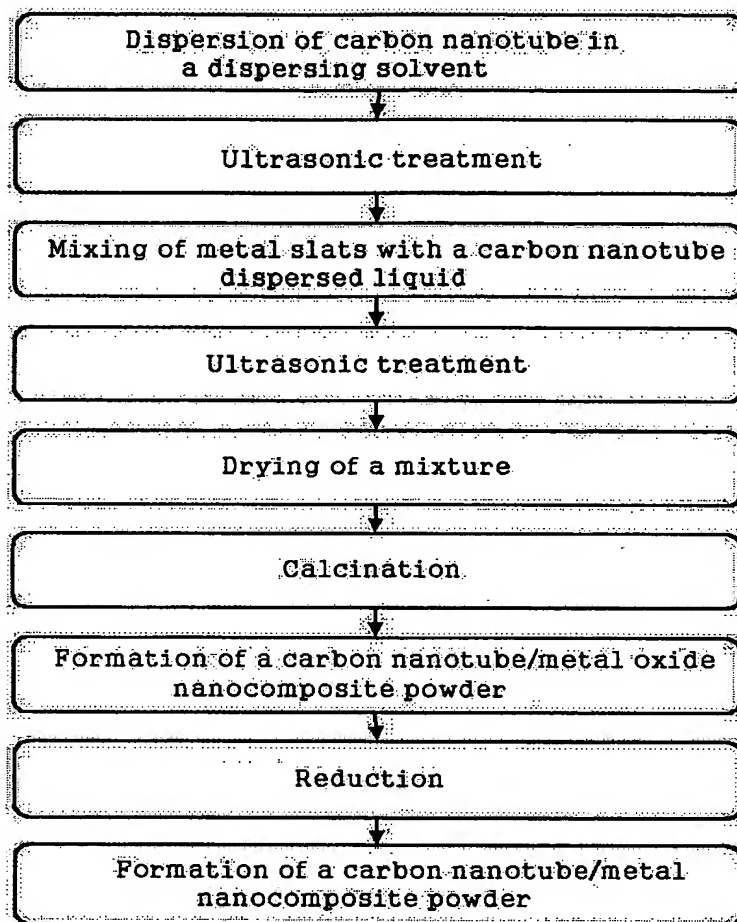 Dispersion of carbon nanotube in
a dispersing solvent
Ultrasonic treatment
Mixing of metal slats with a carbon nanotube
dispersed liquid
Ultrasonic treatment
Drying of a mixture
Calcination
Formation of a carbon nanotube/metal oxide
nanocomposite powder
Reduction
Formation of a carbon nanotube/metal
nanocomposite powder